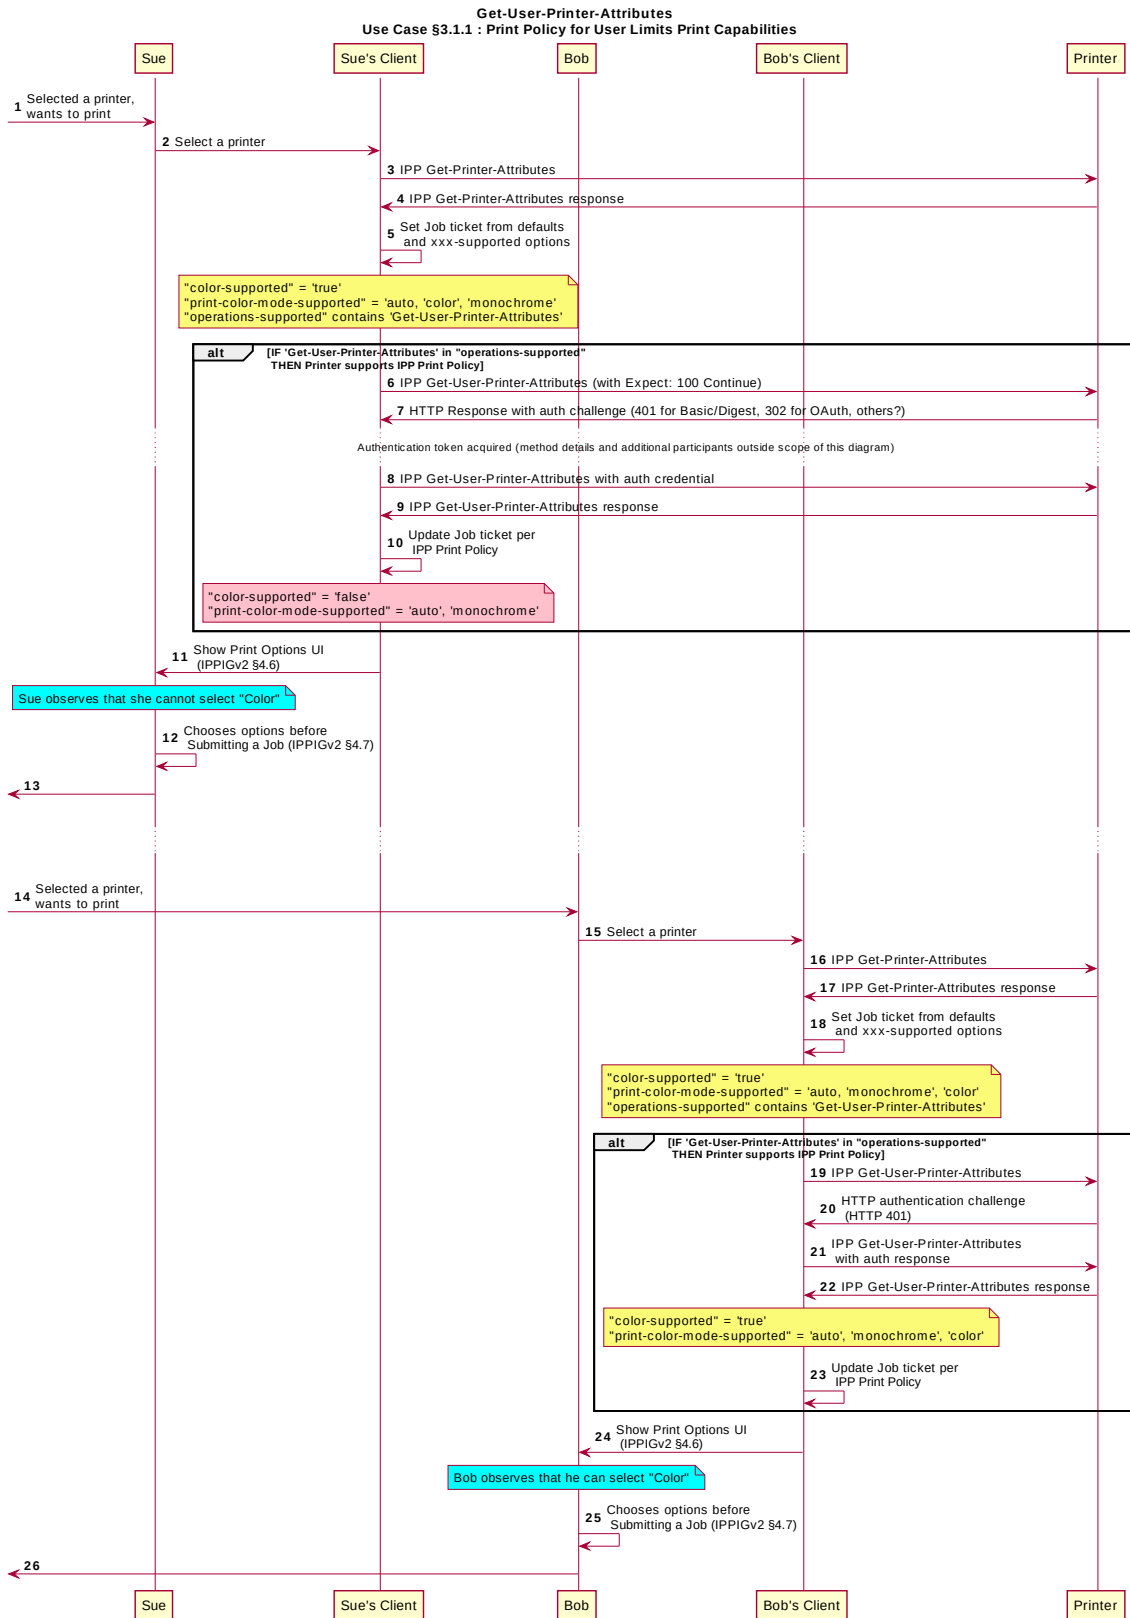 Get-User-Printer-Attributes
Use Case §3.1.1 : Print Policy for User Limits Print Capabilities
Sue
Sue's Client
Bob
Bob's Client
Printer
1 Selected a printer,
wants to print
2 Select a printer
3 IPP Get-Printer-Attributes
4 IPP Get-Printer-Attributes response
5 Set Job ticket from defaults
and xxx-supported options
"color-supported" = 'true'
"print-color-mode-supported" = 'auto, 'color', 'monochrome'
"operations-supported" contains 'Get-User-Printer-Attributes'
alt [IF 'Get-User-Printer-Attributes' in "operations-supported"
THEN Printer supports IPP Print Policy]
6 IPP Get-User-Printer-Attributes (with Expect: 100 Continue)
7 HTTP Response with auth challenge (401 for Basic/Digest, 302 for OAuth, others?)
Authentication token acquired (method details and additional participants outside scope of this diagram)
8 IPP Get-User-Printer-Attributes with auth credential
9 IPP Get-User-Printer-Attributes response
10 Update Job ticket per
IPP Print Policy
"color-supported" = 'false'
"print-color-mode-supported" = 'auto', 'monochrome'
11 Show Print Options UI
(IPPIGv2 §4.6)
Sue observes that she cannot select "Color"
12 Chooses options before
Submitting a Job (IPPIGv2 §4.7)
13
14 Selected a printer,
wants to print
15 Select a printer
16 IPP Get-Printer-Attributes
17 IPP Get-Printer-Attributes response
18 Set Job ticket from defaults
and xxx-supported options
"color-supported" = 'true'
"print-color-mode-supported" = 'auto, 'monochrome', 'color'
"operations-supported" contains 'Get-User-Printer-Attributes'
alt [IF 'Get-User-Printer-Attributes' in "operations-supported"
THEN Printer supports IPP Print Policy]
19 IPP Get-User-Printer-Attributes
20 HTTP authentication challenge
(HTTP 401)
21 IPP Get-User-Printer-Attributes
with auth response
22 IPP Get-User-Printer-Attributes response
"color-supported" = 'true'
"print-color-mode-supported" = 'auto', 'monochrome', 'color'
23 Update Job ticket per
IPP Print Policy
24 Show Print Options UI
(IPPIGv2 §4.6)
Bob observes that he can select "Color"
25 Chooses options before
Submitting a Job (IPPIGv2 §4.7)
26
Sue
Sue's Client
Bob
Bob's Client
Printer